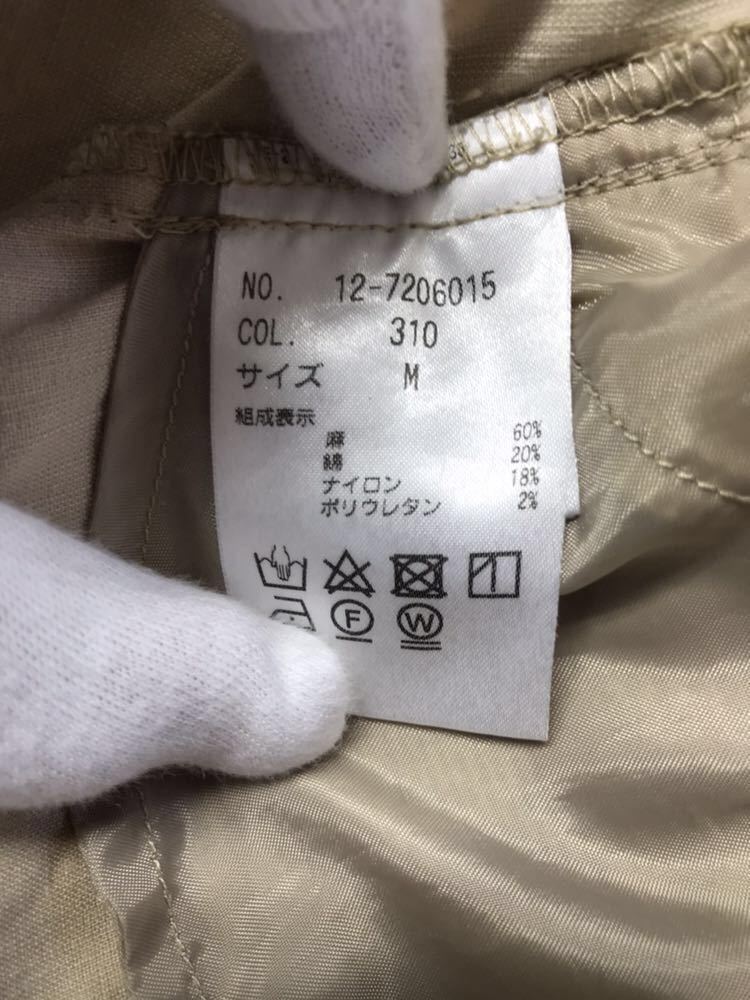 NO. 12-7206015
COL. 310
サイズ M
組成表示
麻 60%
綿 20%
ナイロン 18%
ポリウレタン 2%
F W